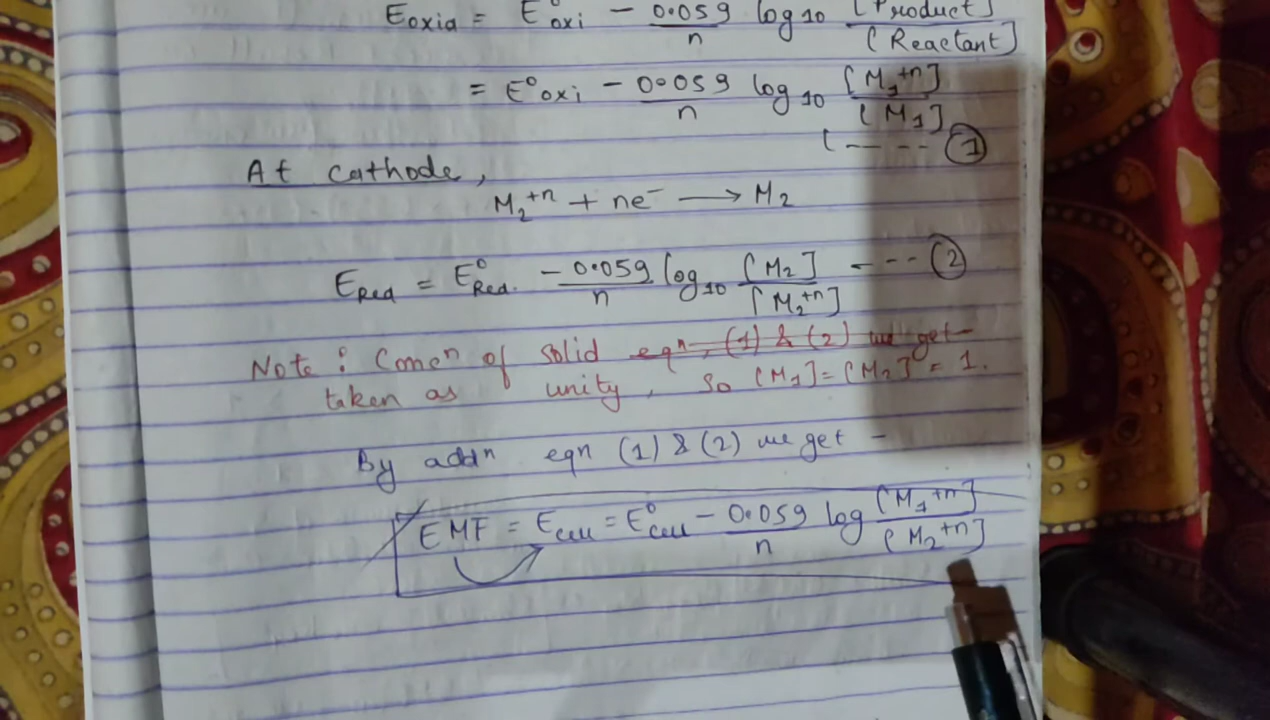 Eoxid = E°oxi - 0.059/n log10 [Product]/[Reactant]
= E°oxi - 0.059/n log10 [M1+n]/[M1]
(---- --- (1)
At cathode,
M2+n + ne- → M2
ERed = E°Red. - 0.059/n log10 [M2]/[M2+n] ---- (2)
Note : Concn of solid eqn, (1) & (2) we get
taken as unity, so [M1]=[M2] = 1.
By addn eqn (1) & (2) we get -
EMF = Ecell = E°cell - 0.059/n log [M1+n]/[M2+n]